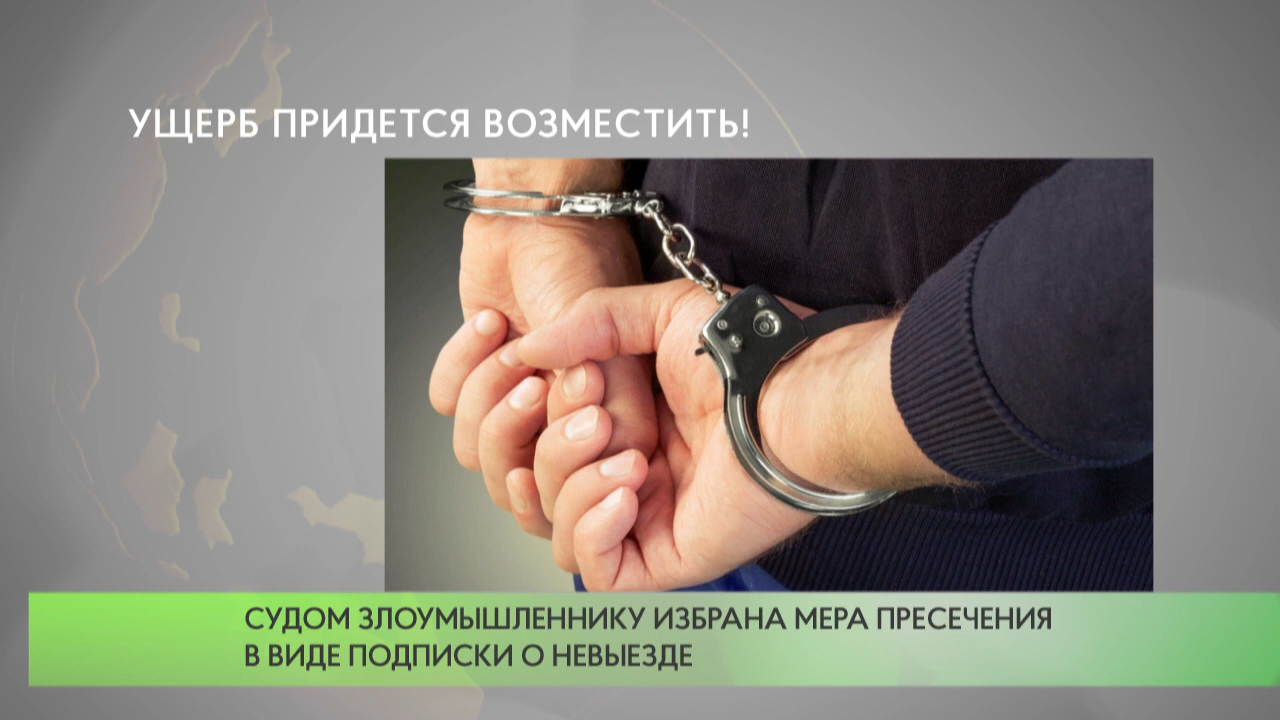 УЩЕРБ ПРИДЕТСЯ ВОЗМЕСТИТЬ!
СУДОМ ЗЛОУМЫШЛЕННИКУ ИЗБРАНА МЕРА ПРЕСЕЧЕНИЯ
В ВИДЕ ПОДПИСКИ О НЕВЫЕЗДЕ